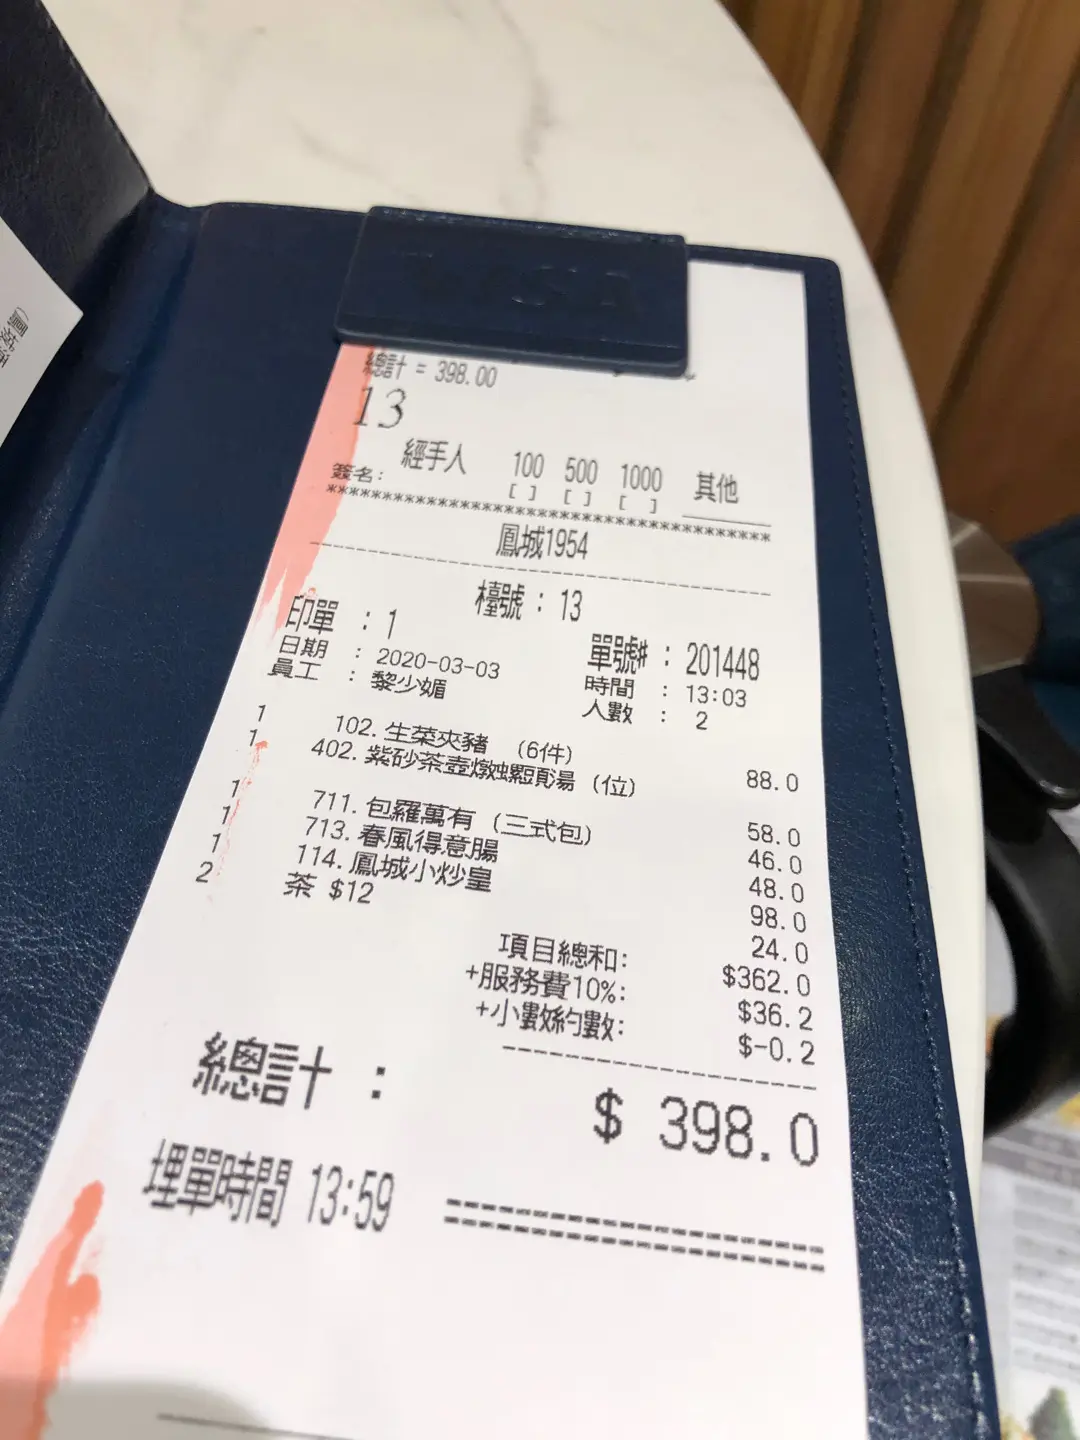 總計 = 398.00
13
經手人 100 500 1000 其他
簽名: [ ] [ ] [ ]
****************************************
鳳城1954
檯號 : 13
印單 : 1 單號# : 201448
日期 : 2020-03-03 時間 : 13:03
員工 : 黎少媚 人數 : 2
1 102. 生菜夾豬 (6件) 88.0
1 402. 紫砂茶壺燉螺頭湯 (位) 58.0
1 711. 包羅萬有 (三式包) 46.0
1 713. 春風得意腸 48.0
1 114. 鳳城小炒皇 98.0
2 茶 $12 24.0
項目總和: $362.0
+服務費10%: $36.2
+小數約數: $-0.2
總計 : $ 398.0
埋單時間 13:59